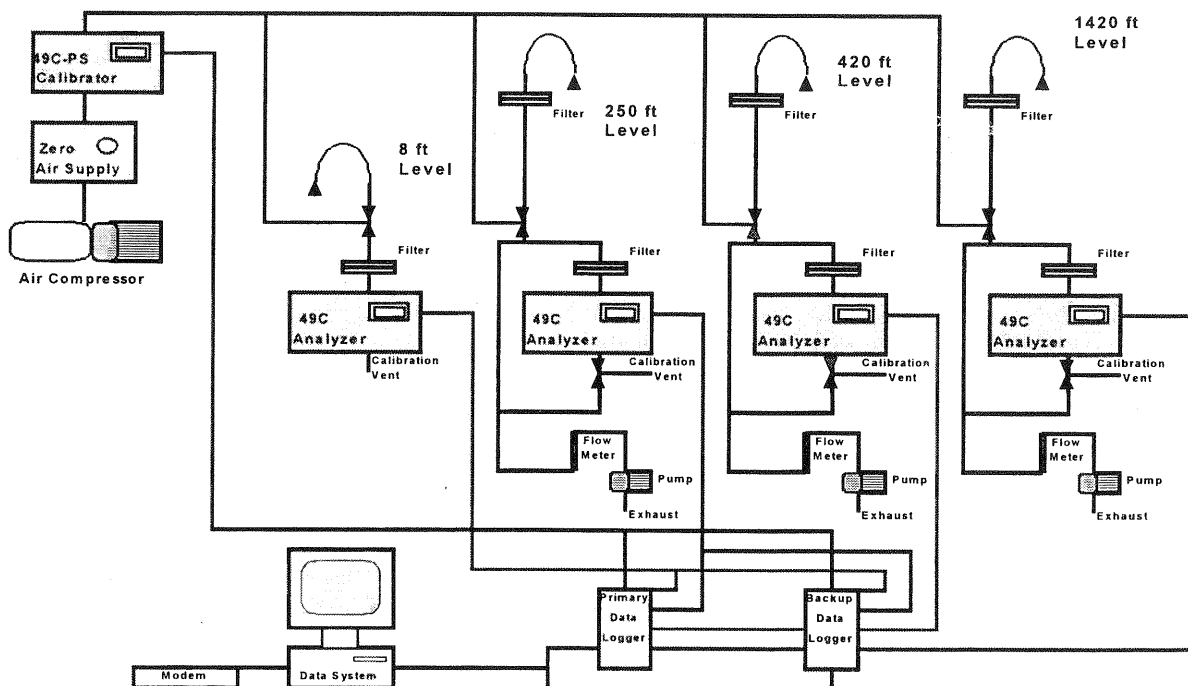 49C-PS
Calibrator
Zero
Air Supply
Air Compressor
8 ft
Level
Filter
49C
Analyzer
Calibration
Vent
250 ft
Level
Filter
Filter
49C
Analyzer
Calibration
Vent
Flow
Meter
Pump
Exhaust
420 ft
Level
Filter
Filter
49C
Analyzer
Calibration
Vent
Flow
Meter
Pump
Exhaust
1420 ft
Level
Filter
Filter
49C
Analyzer
Calibration
Vent
Flow
Meter
Pump
Exhaust
Primary
Data
Logger
Backup
Data
Logger
Modem
Data System